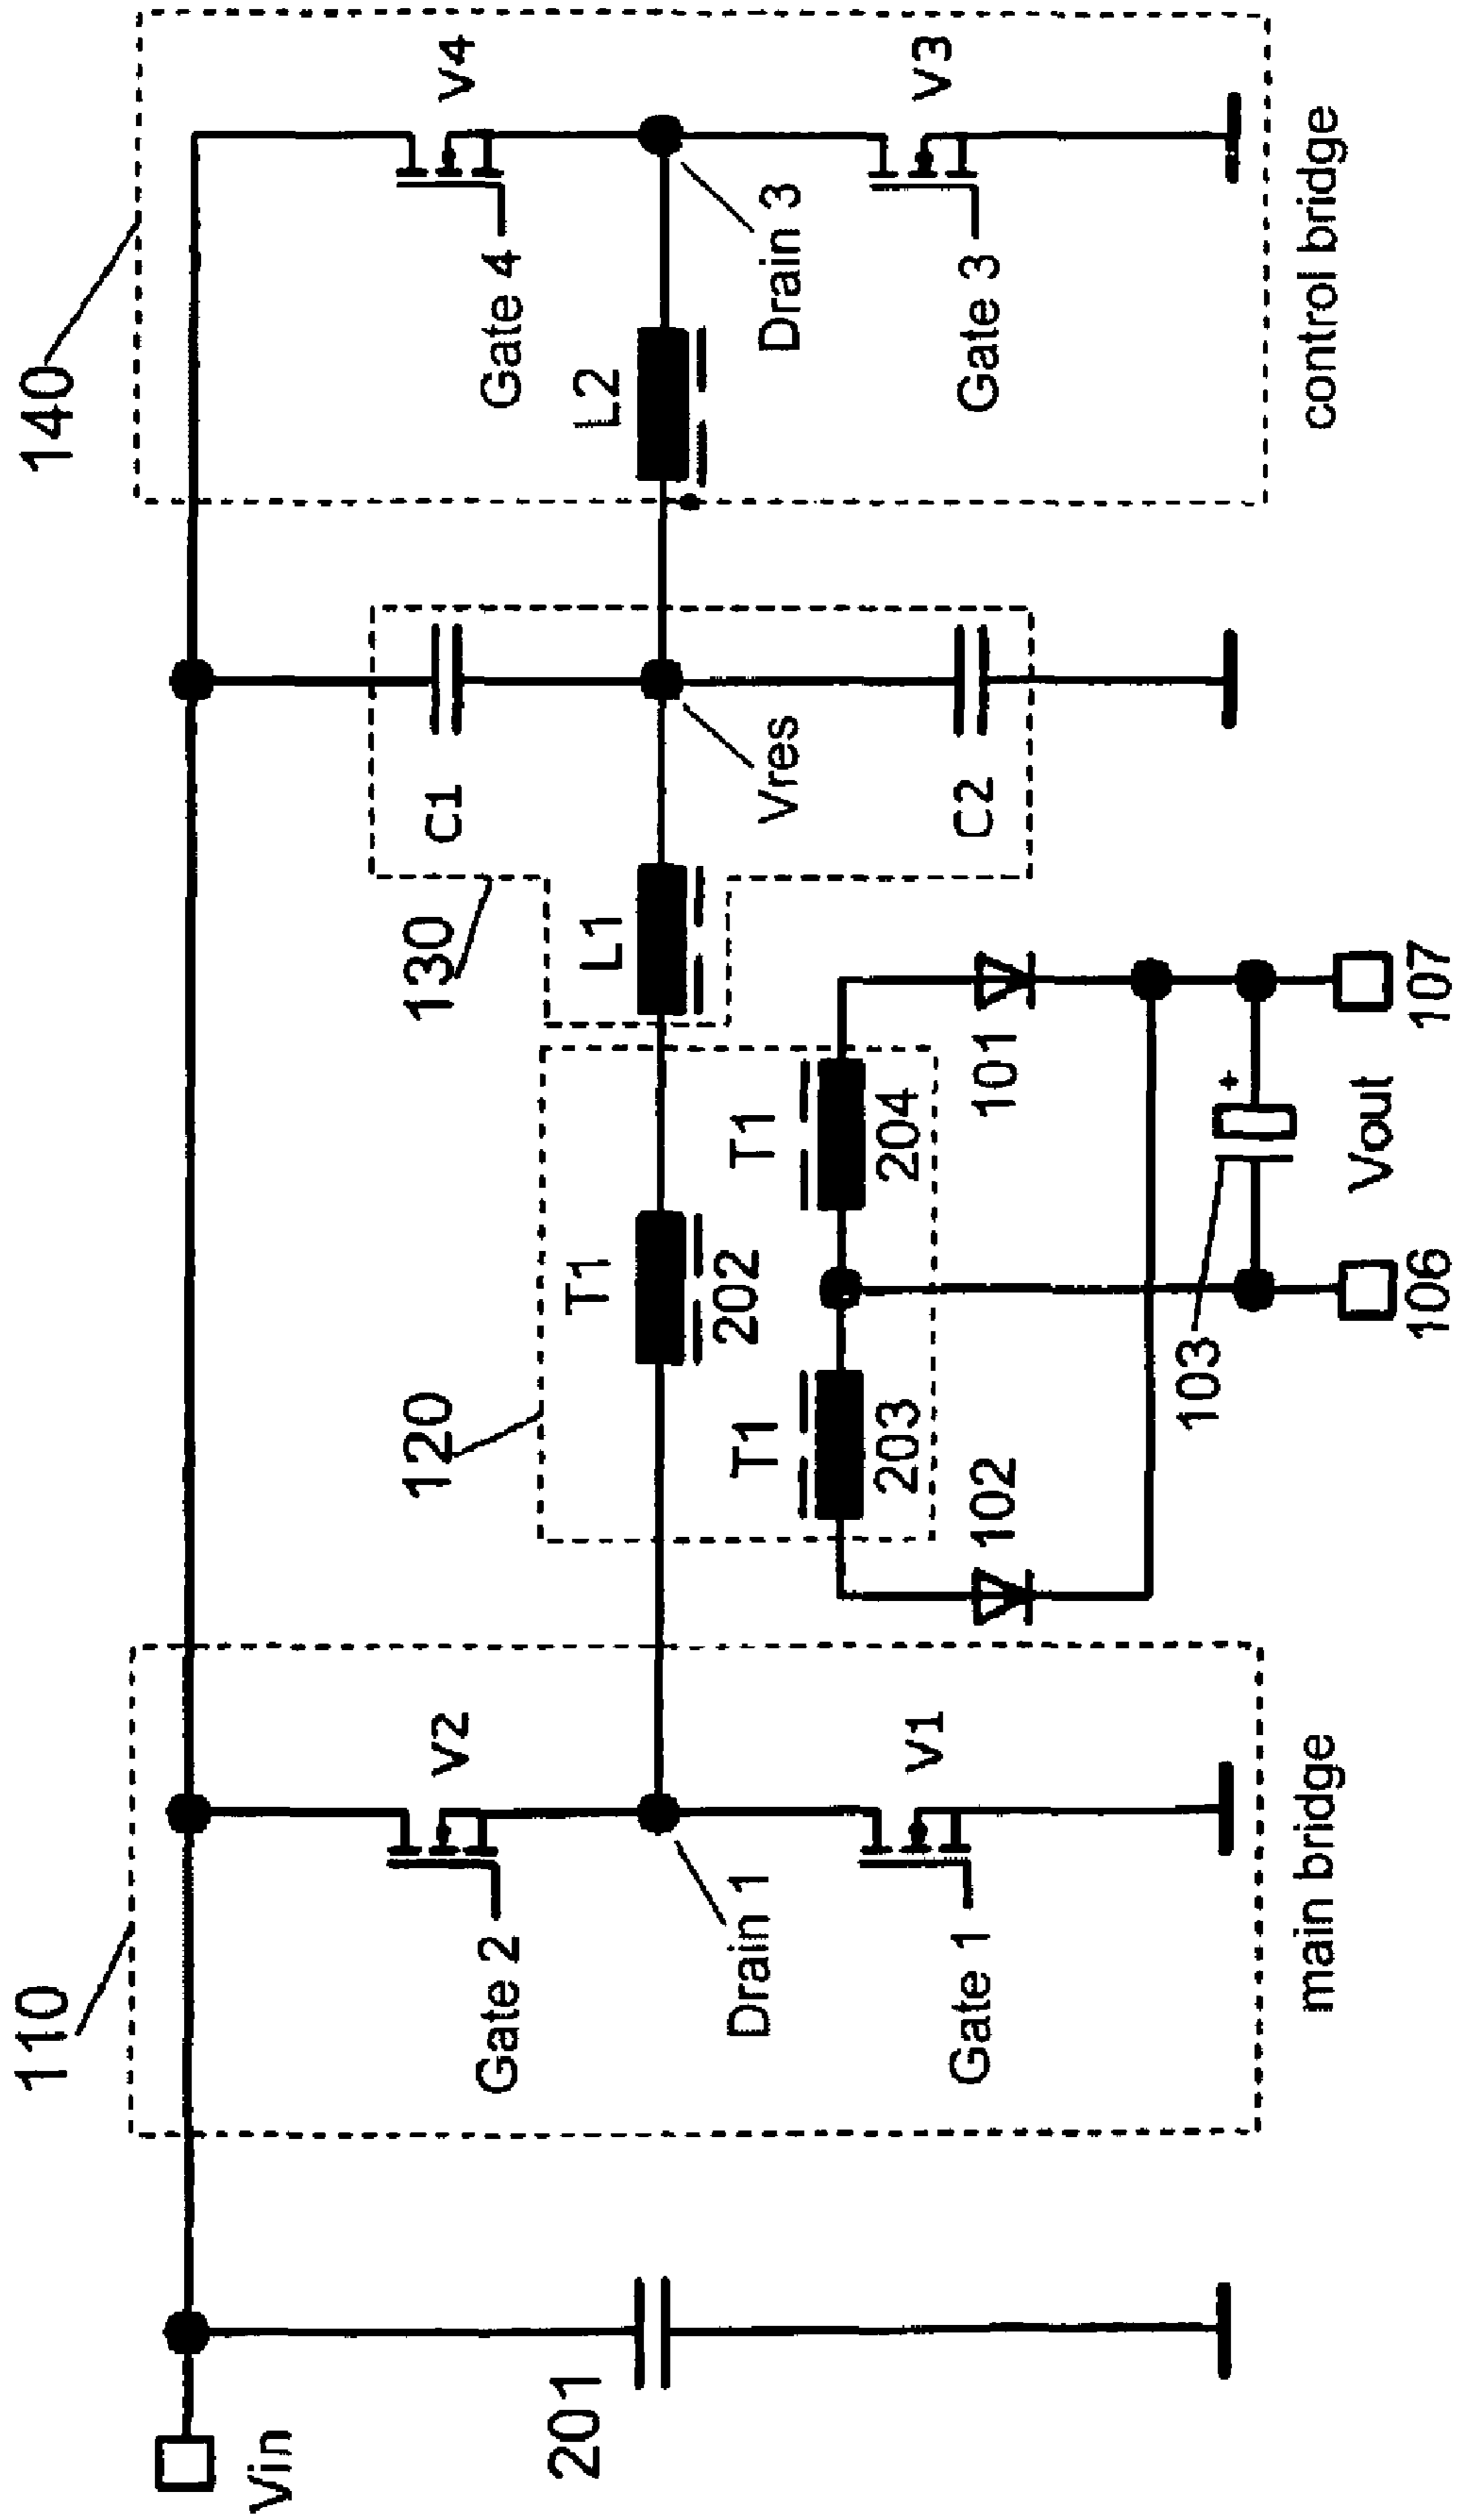 110
120
130
140
V2
V4
T1
L1
L2
C1
Gate 2
Gate 4
Vin
201
202
Drain 1
T1
T1
Vres
Drain 3
203
204
V1
V3
Gate 1
102
101
C2
Gate 3
103
+
main bridge
Vout
control bridge
106
107